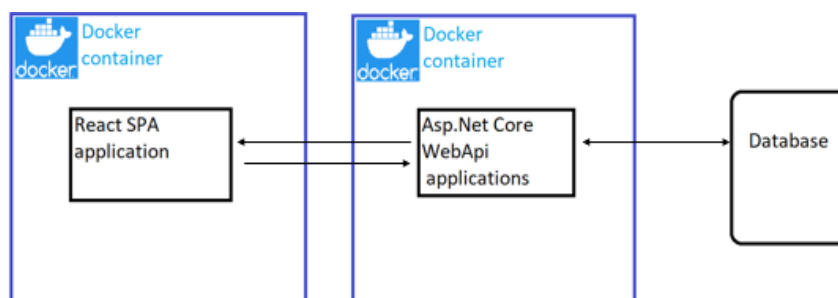 Docker
container
docker
React SPA
application
Docker
container
docker
Asp.Net Core
WebApi
applications
Database